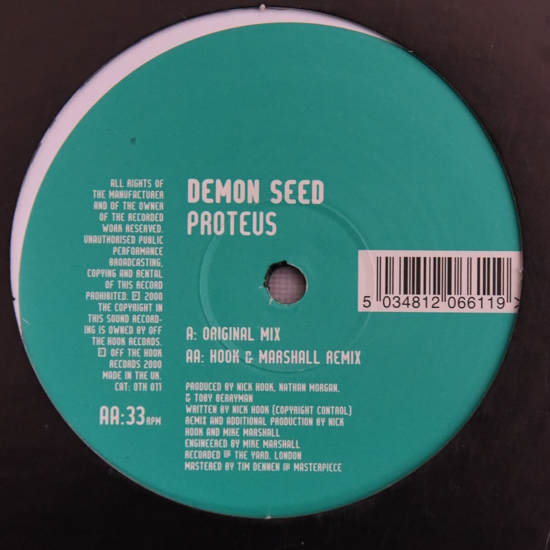 ALL RIGHTS OF
THE MANUFACTURER
AND OF THE OWNER
OF THE RECORDED
WORK RESERVED.
UNAUTHORISED PUBLIC
PERFORMANCE
BROADCASTING,
COPYING AND RENTAL
OF THIS RECORD
PROHIBITED. Ⓟ 2000
THE COPYRIGHT IN
THIS SOUND RECORD-
ING IS OWNED BY OFF
THE HOOK RECORDS.
Ⓟ OFF THE HOOK
RECORDS 2000
MADE IN THE UK.
CAT: OTH 011
AA:33RPM
DEMON SEED
PROTEUS
5 034812 066119 >
A: ORIGINAL MIX
AA: HOOK & MARSHALL REMIX
PRODUCED BY NICK HOOK, NATHAN MORGAN,
& TOBY BERRYMAN
WRITTEN BY NICK HOOK (COPYRIGHT CONTROL)
REMIX AND ADDITIONAL PRODUCTION BY NICK
HOOK AND MIKE MARSHALL
ENGINEERED BY MIKE MARSHALL
RECORDED @ THE YARD, LONDON
MASTERED BY TIM DENNEN @ MASTERPIECE